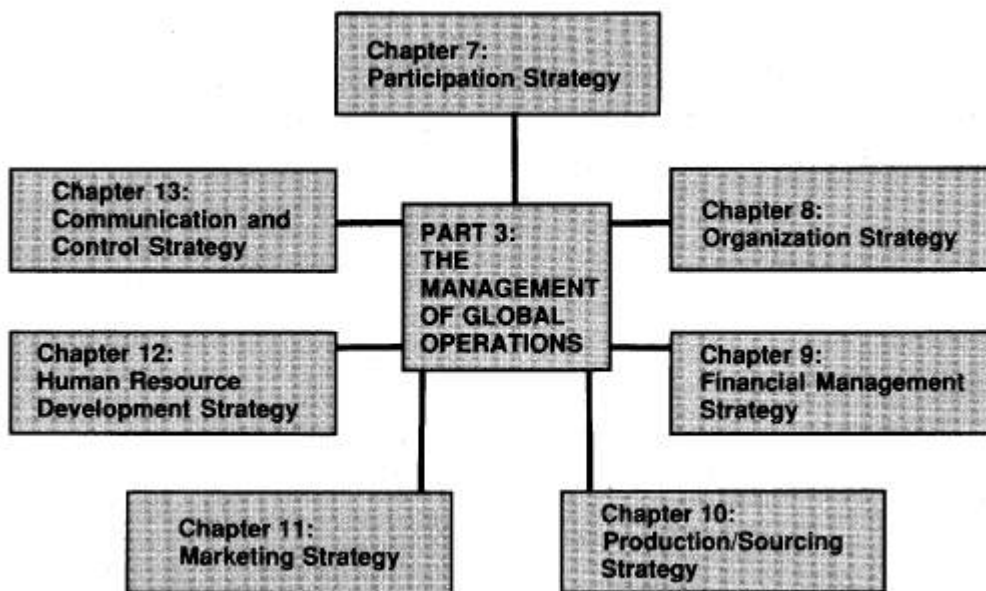 Chapter 7:
Participation Strategy
Chapter 13:
Communication and
Control Strategy
PART 3:
THE
MANAGEMENT
OF GLOBAL
OPERATIONS
Chapter 8:
Organization Strategy
Chapter 12:
Human Resource
Development Strategy
Chapter 9:
Financial Management
Strategy
Chapter 11:
Marketing Strategy
Chapter 10:
Production/Sourcing
Strategy